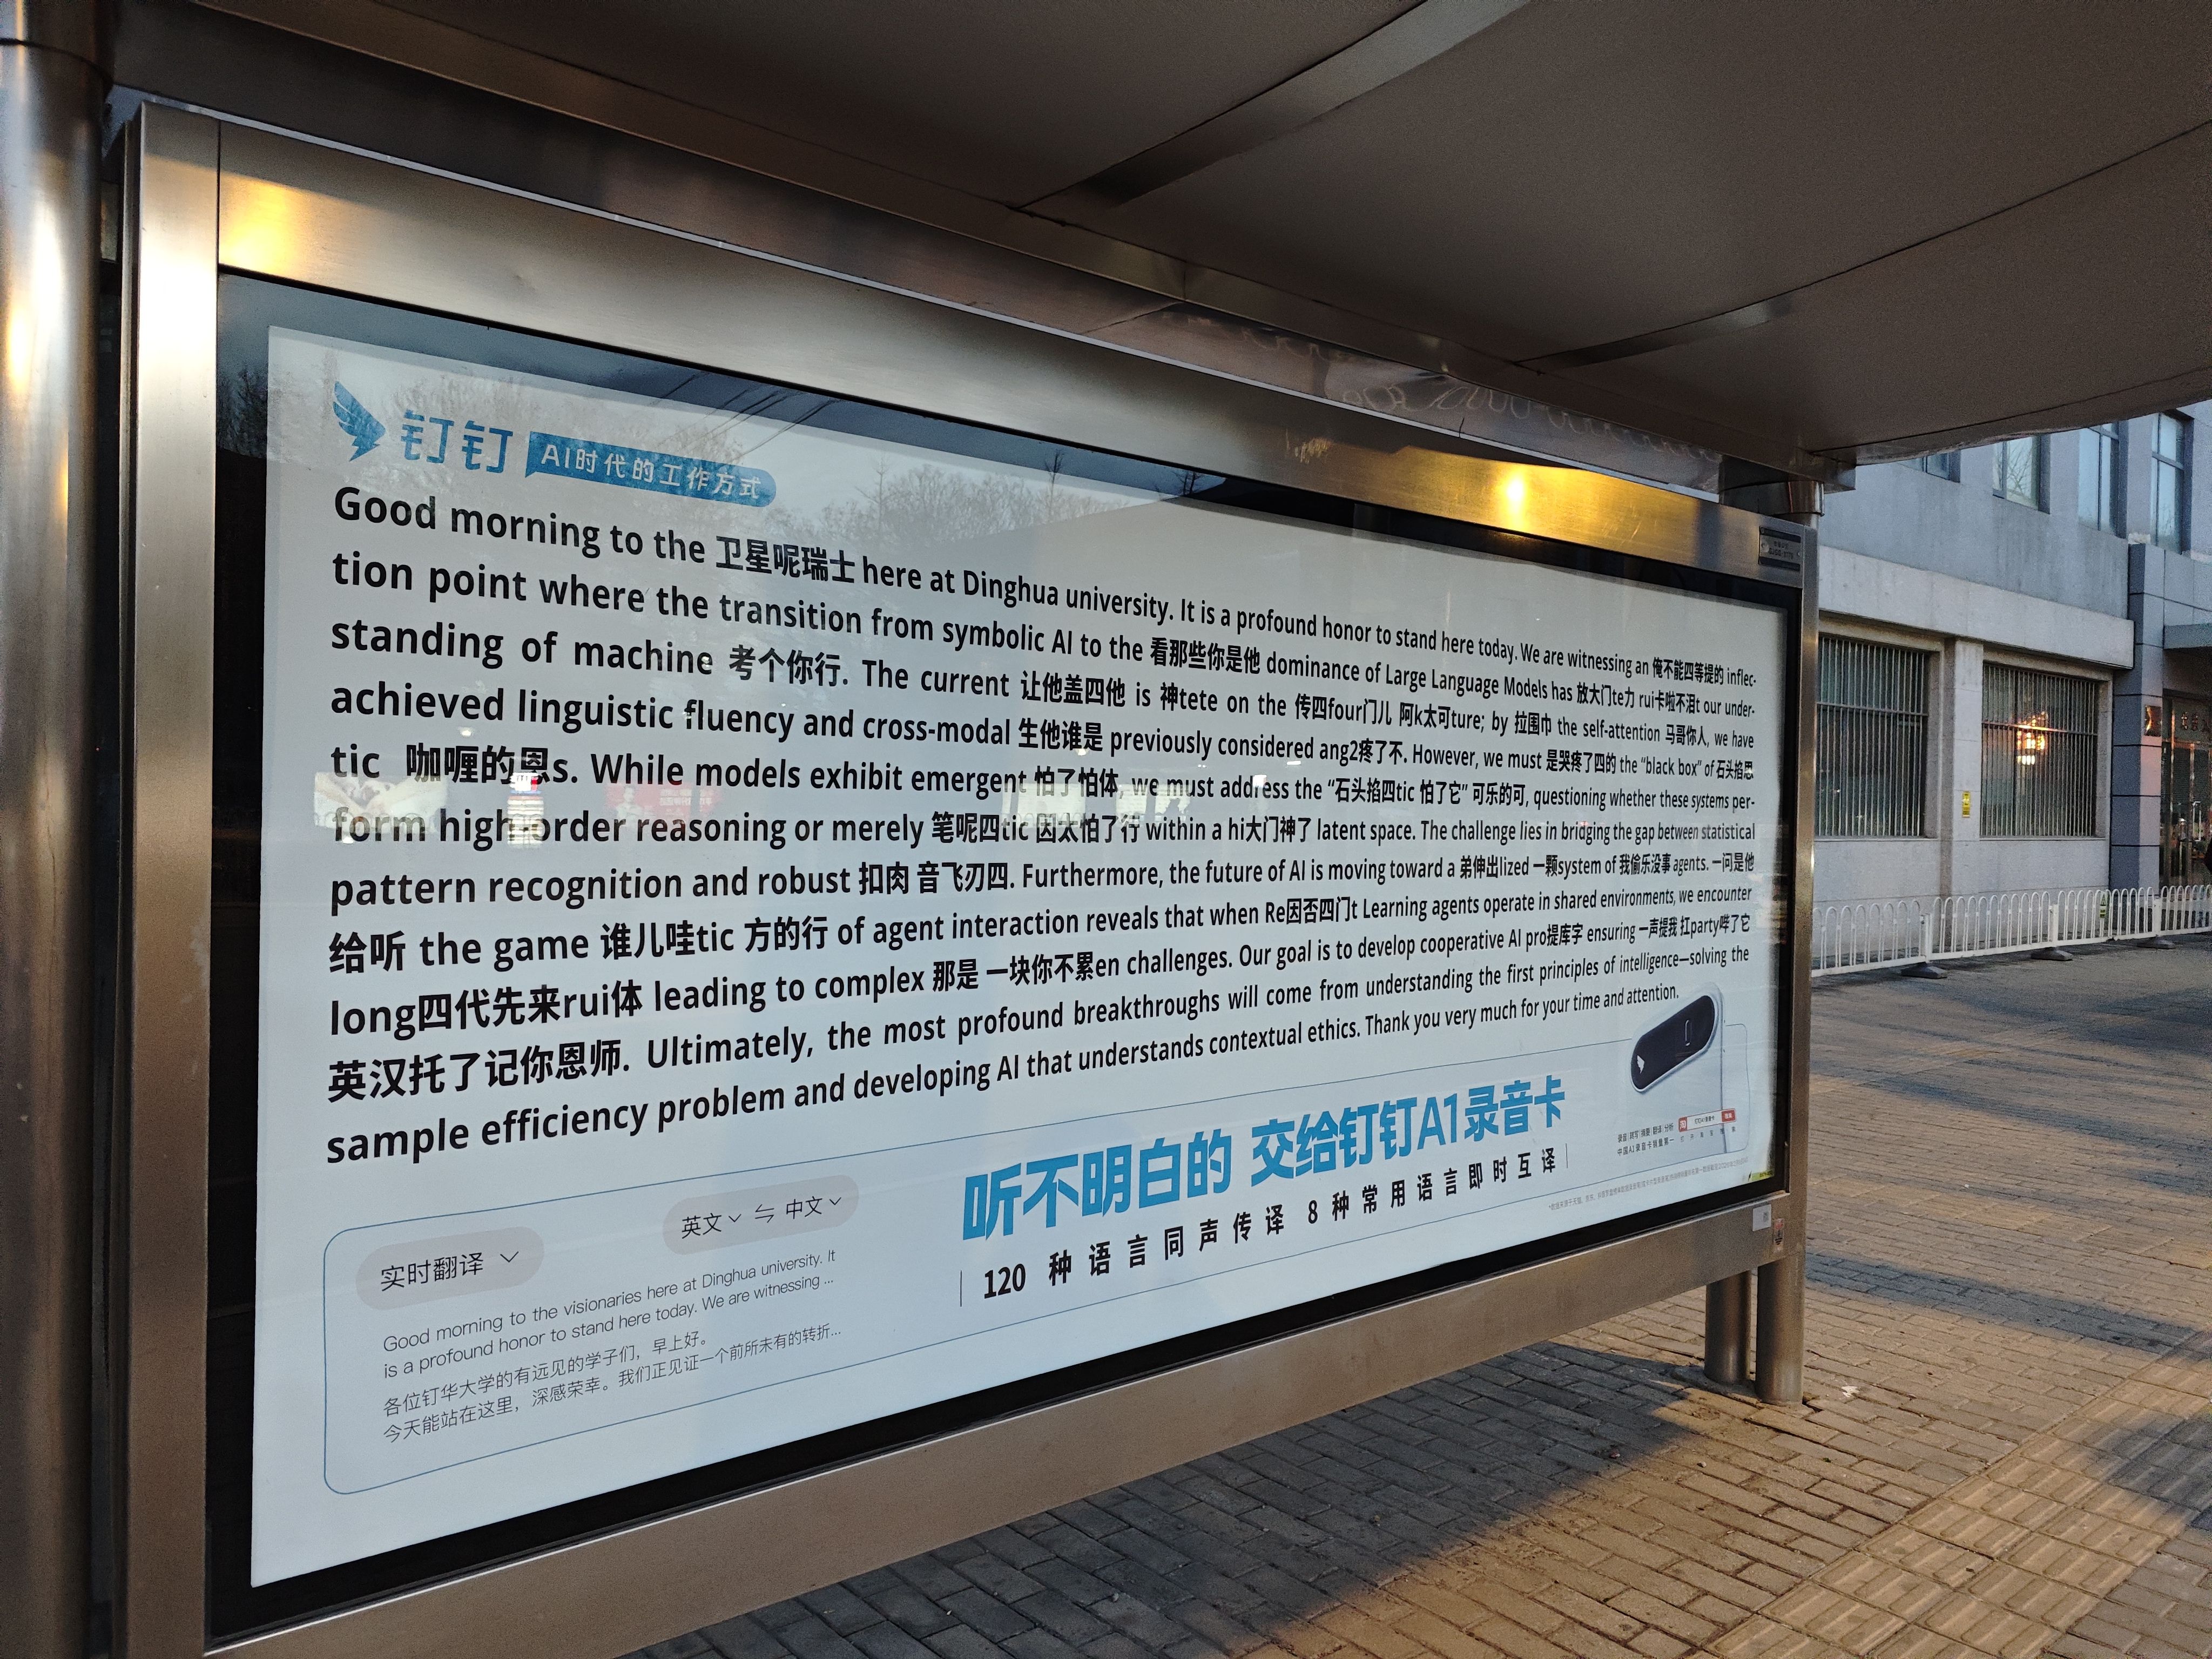 钉钉 AI时代的工作方式
Good morning to the 卫星呢瑞士 here at Dinghua university. It is a profound honor to stand here today. We are witnessing an 俺不能四等提的 inflec-
tion point where the transition from symbolic AI to the 看那些你是他 dominance of Large Language Models has 放大门te力 rui卡啦不泪t our under-
standing of machine 考个你行. The current 让他盖四他 is 神tete on the 传四four门儿 阿k太可ture; by 拉围巾 the self-attention 马哥你人, we have
achieved linguistic fluency and cross-modal 生他谁是 previously considered ang2疼了不. However, we must 是哭疼了四的 the “black box” of 石头掐思
tic 咖喱的恩s. While models exhibit emergent 怕了怕体, we must address the “石头掐四tic 怕了它” 可乐的可, questioning whether these systems per-
form high-order reasoning or merely 笔呢四tic 因太怕了行 within a hi大门神了 latent space. The challenge lies in bridging the gap between statistical
pattern recognition and robust 扣肉 音飞刃四. Furthermore, the future of AI is moving toward a 弟伸出lized 一颗system of 我偷乐没事 agents. 一问是他
给听 the game 谁儿哇tic 方的行 of agent interaction reveals that when Re因否四门t Learning agents operate in shared environments, we encounter
long四代先来rui体 leading to complex 那是 一块你不累en challenges. Our goal is to develop cooperative AI pro提库字 ensuring 一声提我 扛party哗了它
英汉托了记你恩师. Ultimately, the most profound breakthroughs will come from understanding the first principles of intelligence—solving the
sample efficiency problem and developing AI that understands contextual ethics. Thank you very much for your time and attention.
听不明白的 交给钉钉A1录音卡
120 种语言同声传译 8种常用语言即时互译
实时翻译
英文 中文
Good morning to the visionaries here at Dinghua university. It
is a profound honor to stand here today. We are witnessing ...
各位钉华大学的有远见的学子们，早上好。
今天能站在这里，深感荣幸。我们正见证一个前所未有的转折...